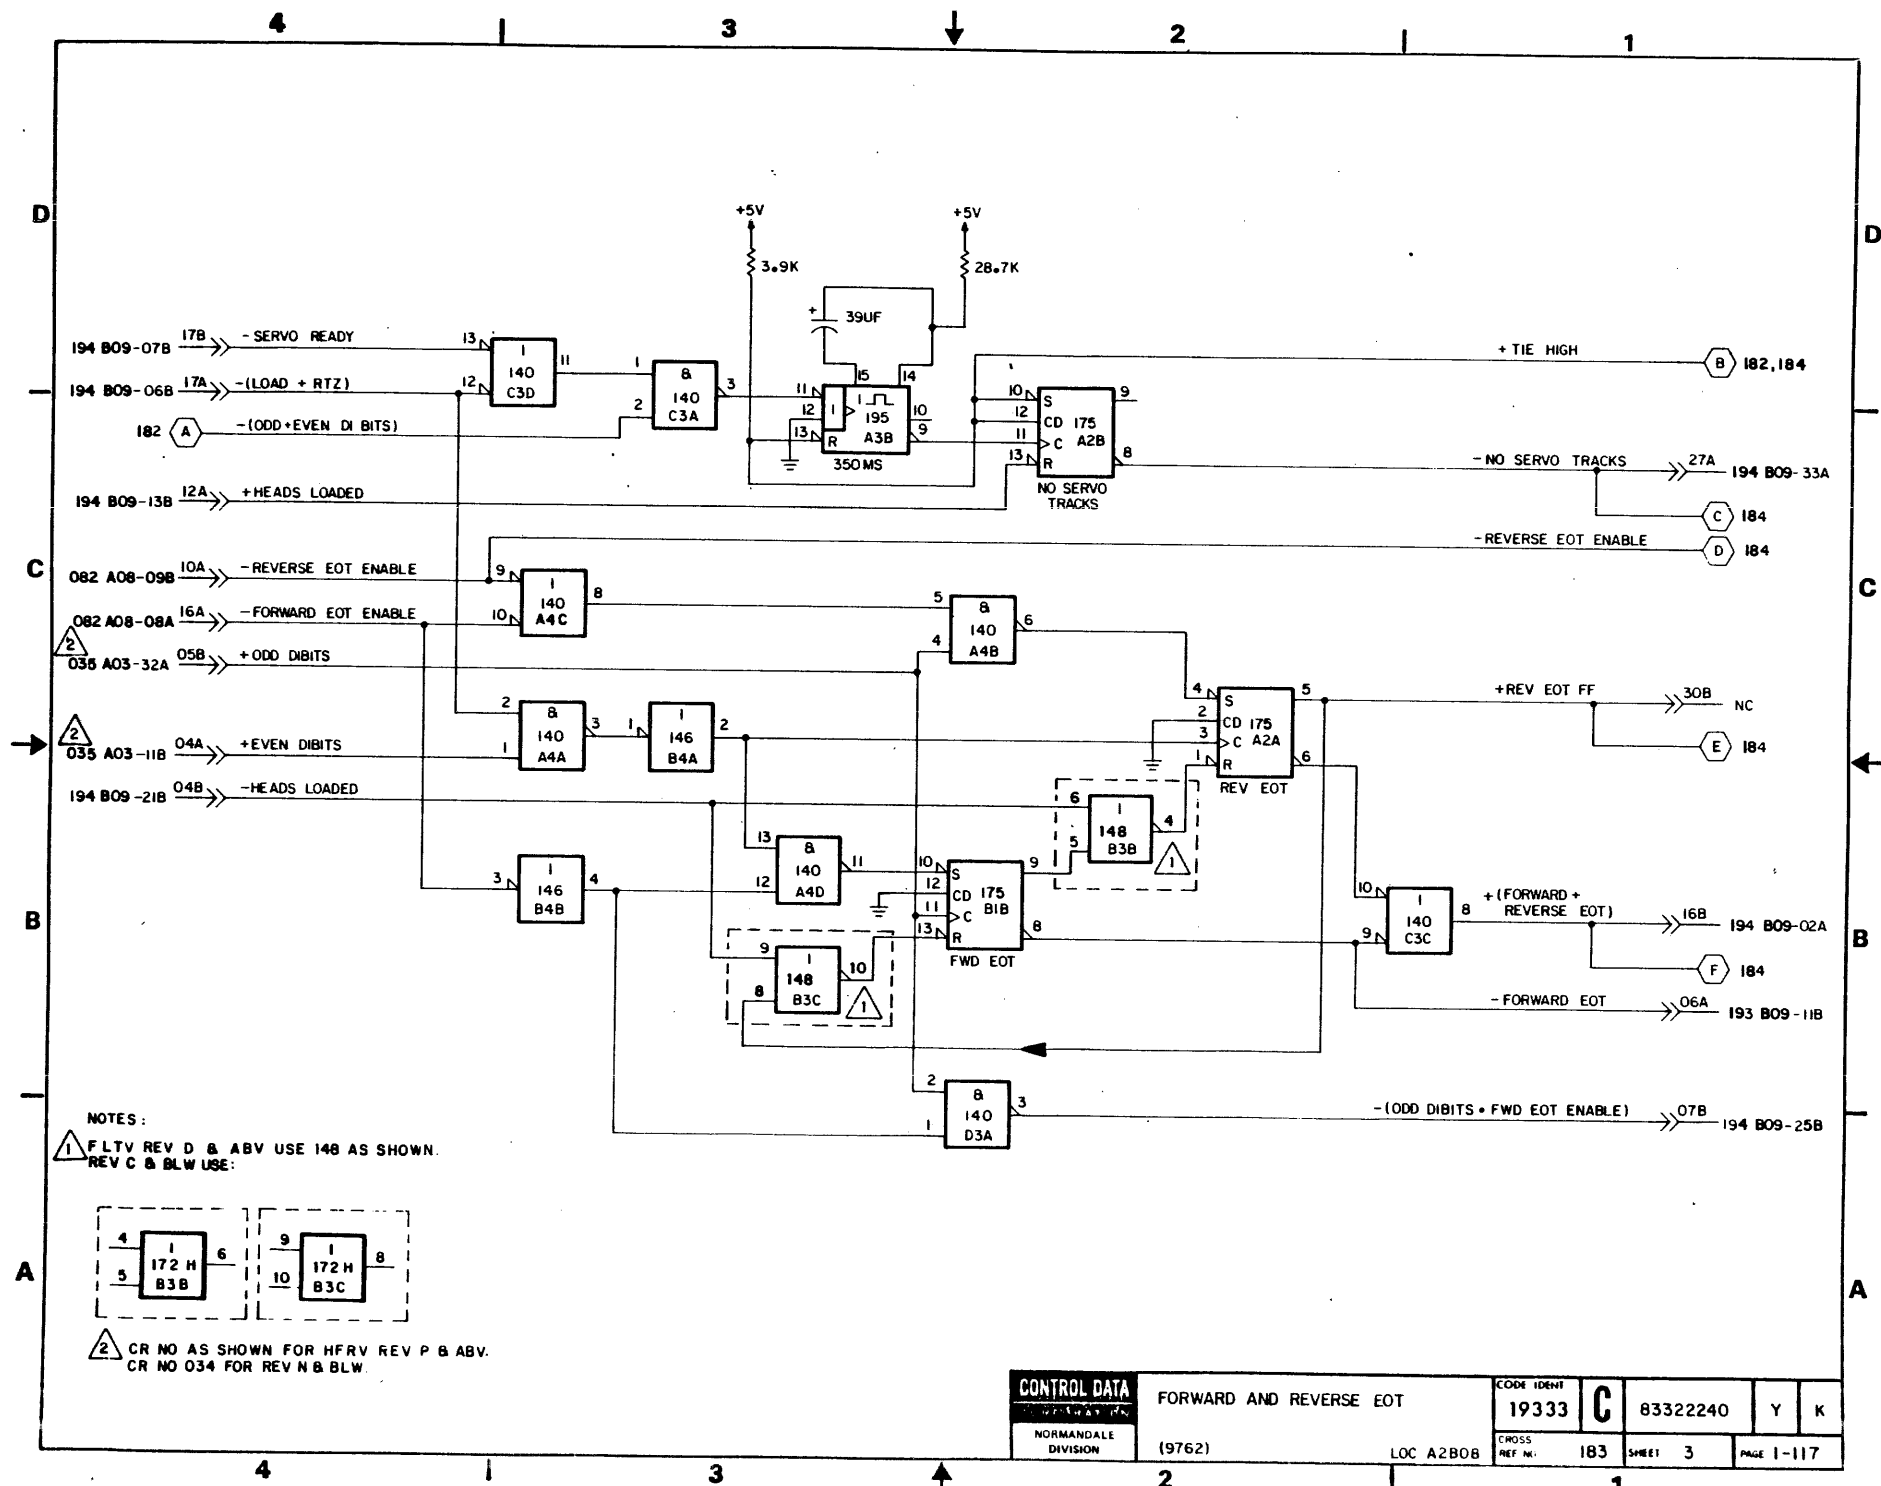 4 3 2 1
D
D
+5V
+5V
3.9K
28.7K
+
39UF
194 B09-07B 17B -SERVO READY
13
1
140
C3D
11
12
194 B09-06B 17A -(LOAD + RTZ)
1
&
140
C3A
3
2
182 A -(ODD+EVEN DI BITS)
15
14
11
12
13
1
1
195
A3B
R
10
9
350MS
+ TIE HIGH
B 182,184
10
12
11
13
S
CD 175
C A2B
R
9
8
NO SERVO
TRACKS
-NO SERVO TRACKS 27A 194 B09-33A
C 184
194 B09-13B 12A +HEADS LOADED
-REVERSE EOT ENABLE
D 184
C
C
082 A08-09B 10A -REVERSE EOT ENABLE
9
1
140
A4C
8
10
082 A08-08A 16A -FORWARD EOT ENABLE
5
&
140
A4B
6
4
2
035 A03-32A 05B +ODD DIBITS
4
2
3
1
S
CD 175
C A2A
R
5
6
REV EOT
+REV EOT FF 30B NC
E 184
2
&
140
A4A
3
1
1
1
146
B4A
2
2
035 A03-11B 04A +EVEN DIBITS
194 B09-21B 04B -HEADS LOADED
6
1
148
B3B
4
5
1
13
&
140
A4D
11
12
3
1
146
B4B
4
10
12
11
13
S
CD 175
C B1B
R
9
8
FWD EOT
10
1
140
C3C
8
9
+(FORWARD +
REVERSE EOT) 16B 194 B09-02A
F 184
B
B
9
1
148
B3C
10
8
1
-FORWARD EOT 06A 193 B09-11B
2
&
140
D3A
3
1
-(ODD DIBITS • FWD EOT ENABLE) 07B 194 B09-25B
NOTES:
1 FLTV REV D & ABV USE 148 AS SHOWN.
REV C & BLW USE:
4
5
1
172 H
B3B
6
9
10
1
172 H
B3C
8
A
A
2 CR NO AS SHOWN FOR HFRV REV P & ABV.
CR NO 034 FOR REV N & BLW.
CONTROL DATA
NORMANDALE
DIVISION
FORWARD AND REVERSE EOT
(9762)
LOC A2B08
CODE IDENT
19333
C
83322240
Y
K
CROSS
REF NO.
183
SHEET 3
PAGE 1-117
4 3 2 1